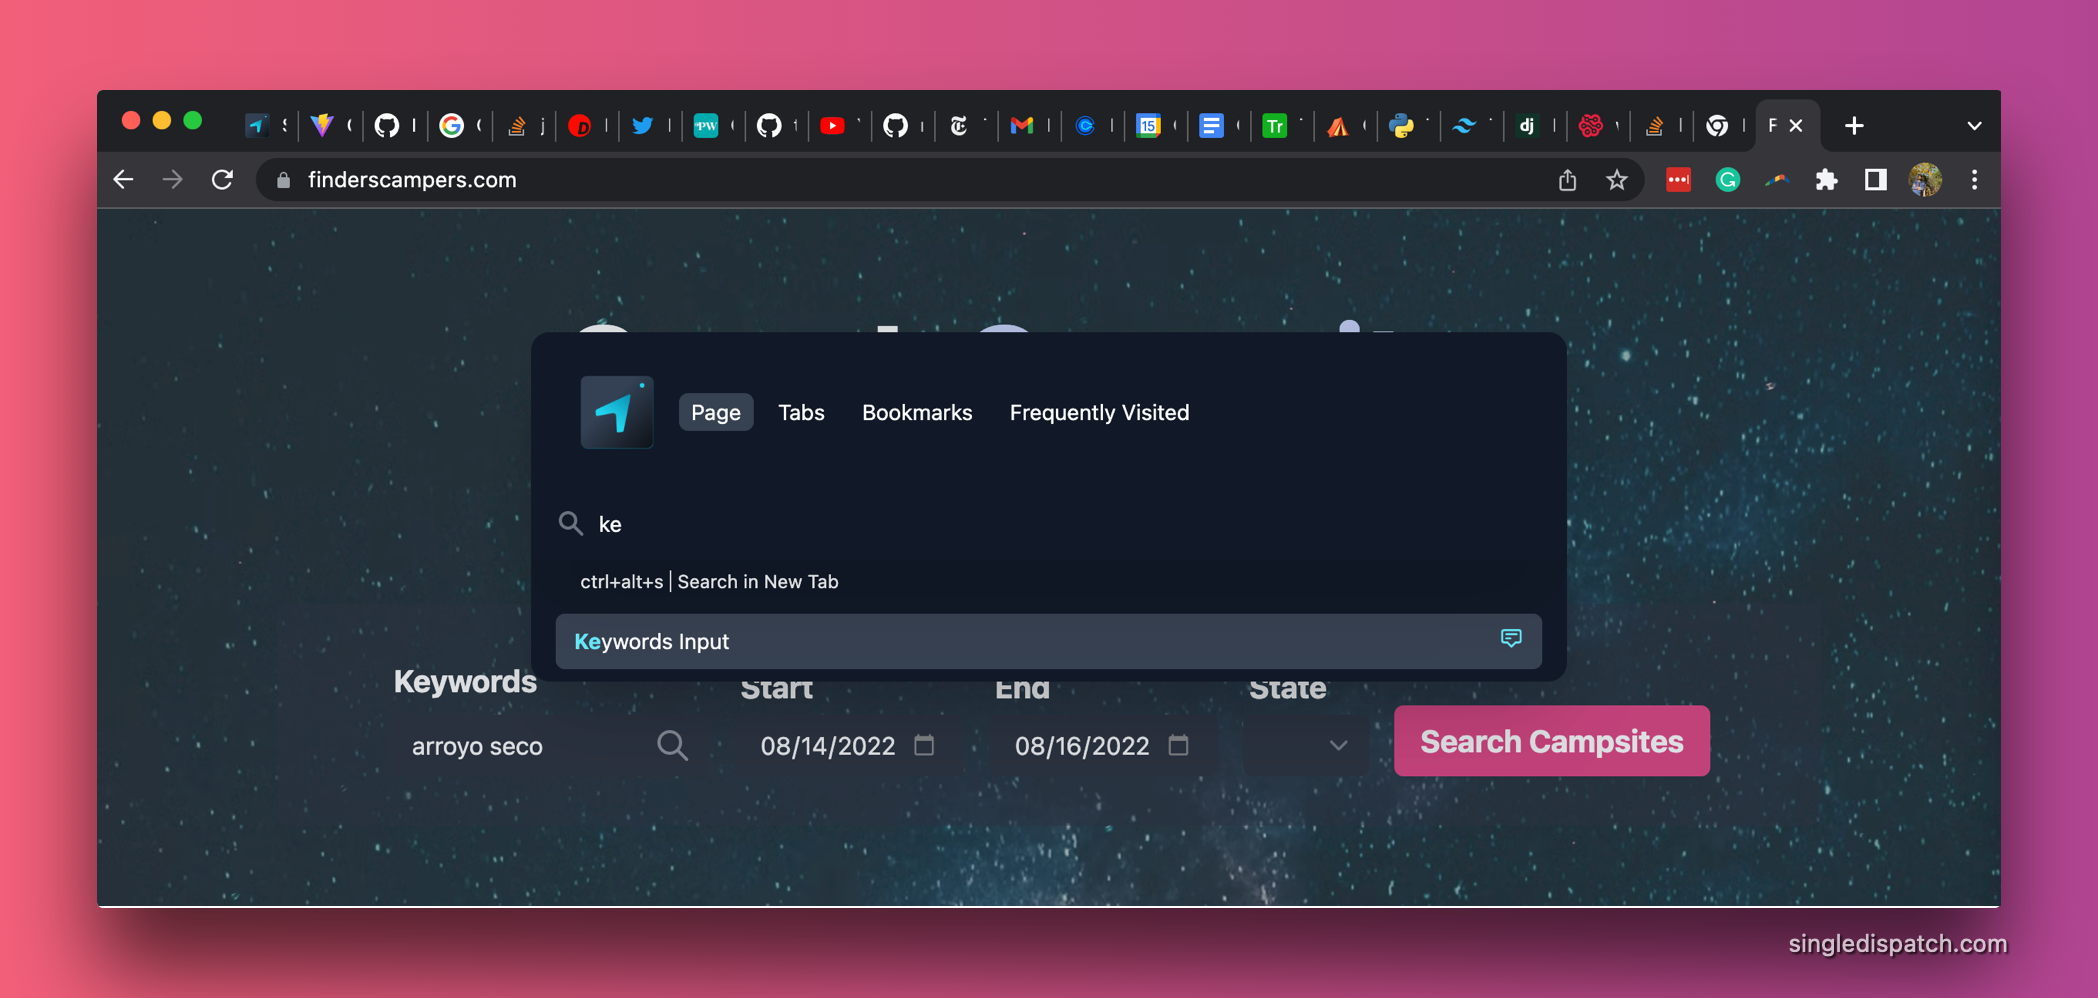 finderscampers.com
Page Tabs Bookmarks Frequently Visited
ke
ctrl+alt+s | Search in New Tab
Keywords Input
Keywords Start End State
arroyo seco 08/14/2022 08/16/2022 Search Campsites
singledispatch.com